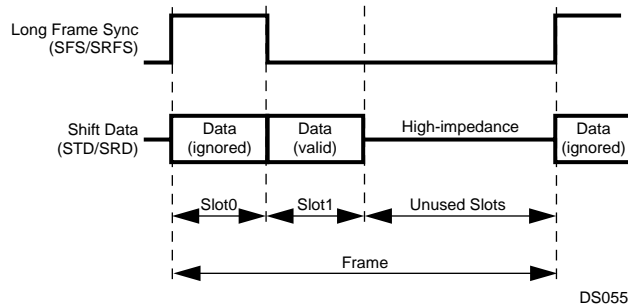 Long Frame Sync
(SFS/SRFS)
Shift Data
(STD/SRD)
Data
(ignored)
Data
(valid)
High-impedance
Data
(ignored)
Slot0
Slot1
Unused Slots
Frame
DS055